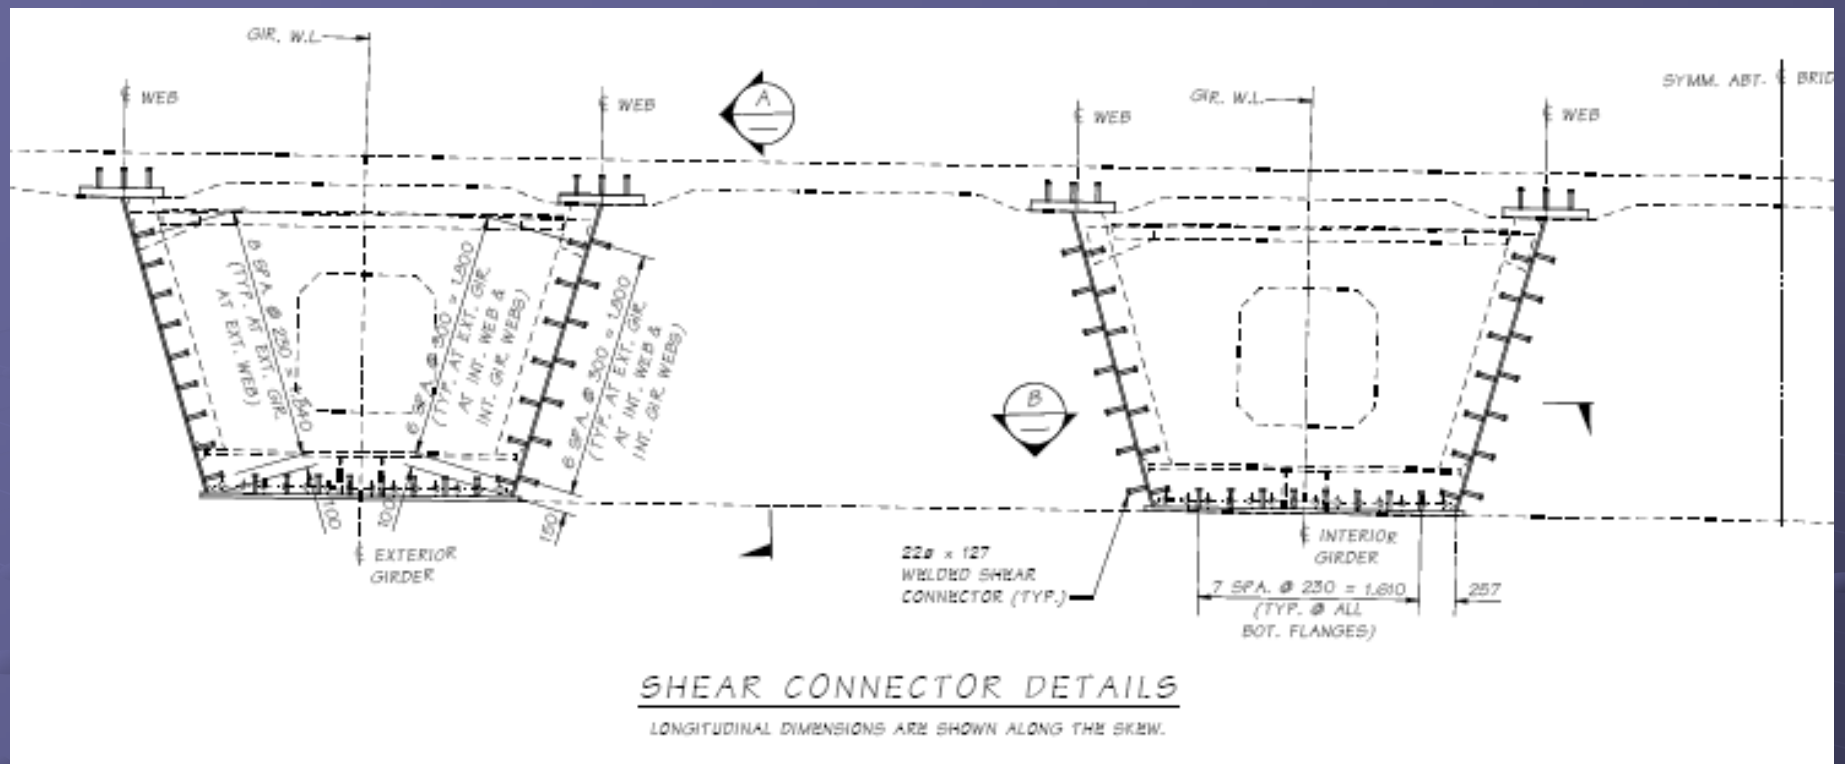 GIR. W.L.
℄ WEB
℄ WEB
A
GIR. W.L.
℄ WEB
℄ WEB
SYMM. ABT. ℄ BRID
8 SPA. @ 230 = 1,840
(TYP. AT EXT. GIR.
AT EXT. WEB)
6 SPA. @ 300 = 1,800
(TYP. AT EXT. GIR.
AT INT. WEB &
INT. GIR. WEBS)
6 SPA. @ 300 = 1,800
(TYP. AT EXT. GIR.
AT INT. WEB &
INT. GIR. WEBS)
B
100
100
150
℄ EXTERIOR
GIRDER
22ø x 127
WELDED SHEAR
CONNECTOR (TYP.)
℄ INTERIOR
GIRDER
7 SPA. @ 230 = 1,610
257
(TYP. @ ALL
BOT. FLANGES)
SHEAR CONNECTOR DETAILS
LONGITUDINAL DIMENSIONS ARE SHOWN ALONG THE SKEW.